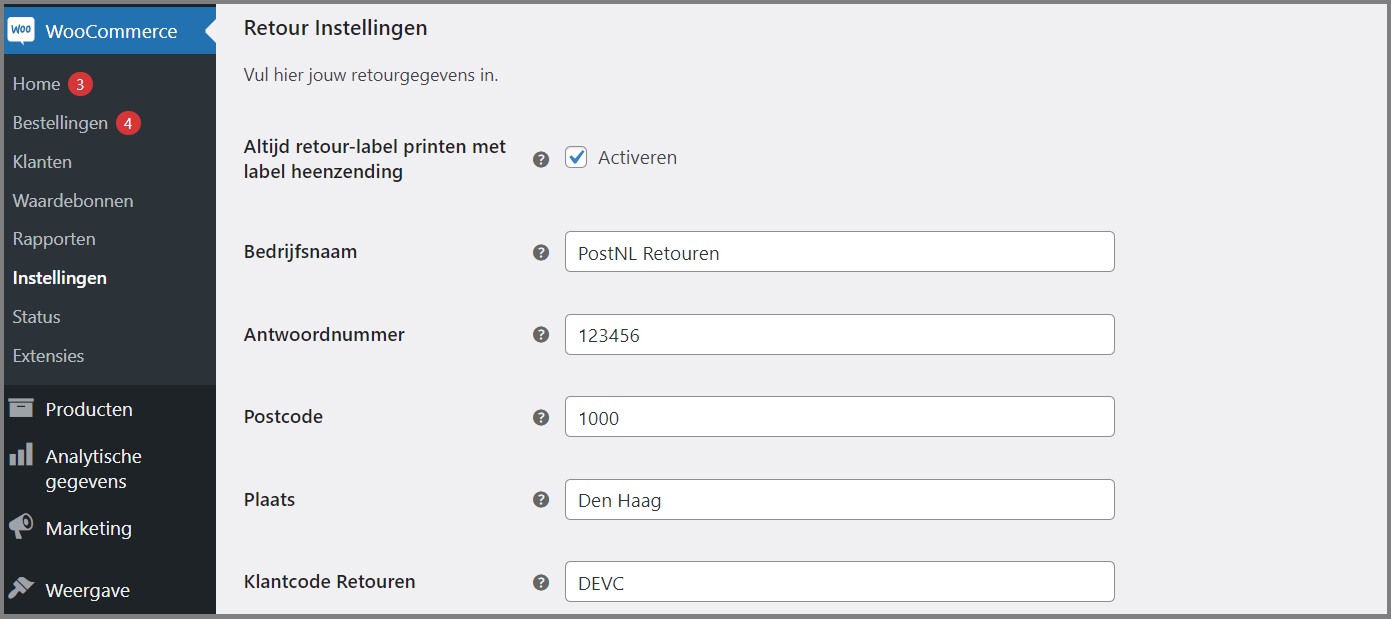 Woo WooCommerce
Home 3
Bestellingen 4
Klanten
Waardebonnen
Rapporten
Instellingen
Status
Extensies
Producten
Analytische
gegevens
Marketing
Weergave
Retour Instellingen
Vul hier jouw retourgegevens in.
Altijd retour-label printen met
label heenzending
? Activeren
Bedrijfsnaam ? PostNL Retouren
Antwoordnummer ? 123456
Postcode ? 1000
Plaats ? Den Haag
Klantcode Retouren ? DEVC